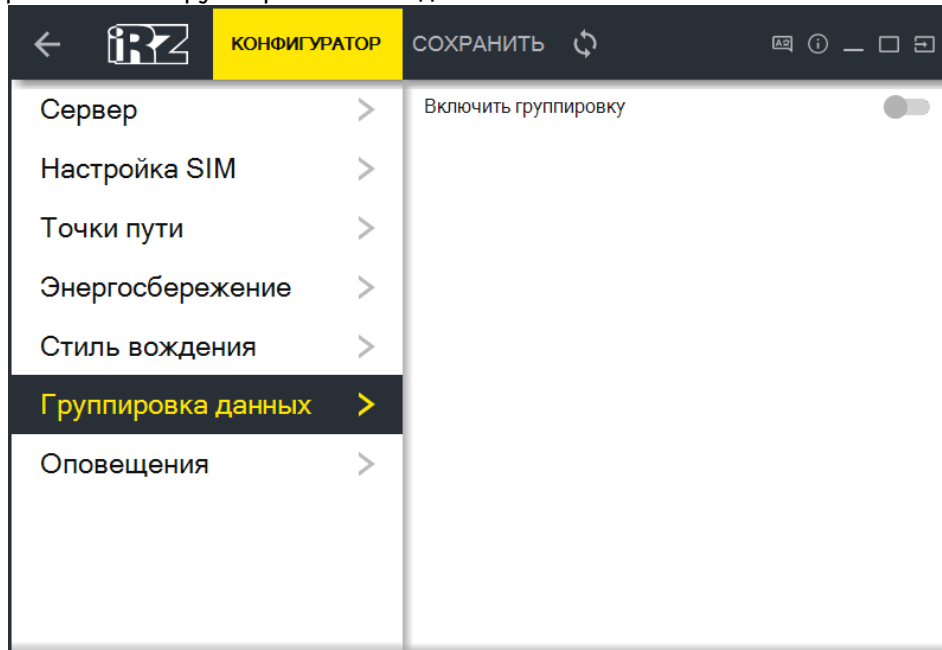 iRZ КОНФИГУРАТОР СОХРАНИТЬ
Сервер
Включить группировку
Настройка SIM
Точки пути
Энергосбережение
Стиль вождения
Группировка данных
Оповещения